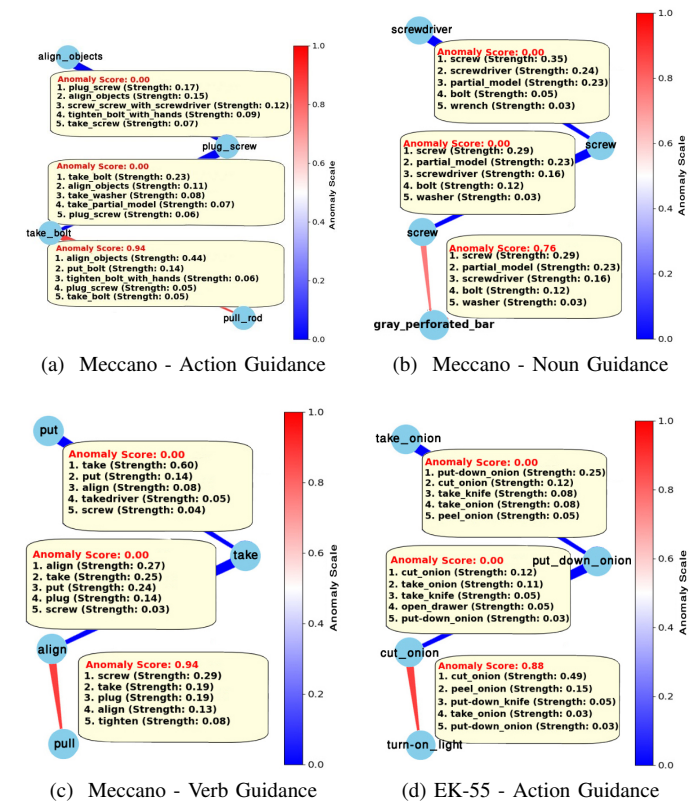 align_objects
Anomaly Score: 0.00
1. plug_screw (Strength: 0.17)
2. align_objects (Strength: 0.15)
3. screw_screw_with_screwdriver (Strength: 0.12)
4. tighten_bolt_with_hands (Strength: 0.09)
5. take_screw (Strength: 0.07)
plug_screw
Anomaly Score: 0.00
1. take_bolt (Strength: 0.23)
2. align_objects (Strength: 0.11)
3. take_washer (Strength: 0.08)
4. take_partial_model (Strength: 0.07)
5. plug_screw (Strength: 0.06)
take_bolt
Anomaly Score: 0.94
1. align_objects (Strength: 0.44)
2. put_bolt (Strength: 0.14)
3. tighten_bolt_with_hands (Strength: 0.06)
4. plug_screw (Strength: 0.05)
5. take_bolt (Strength: 0.05)
pull_rod
1.0
0.8
0.6
0.4
0.2
0.0
Anomaly Scale
(a) Meccano - Action Guidance
screwdriver
Anomaly Score: 0.00
1. screw (Strength: 0.35)
2. screwdriver (Strength: 0.24)
3. partial_model (Strength: 0.23)
4. bolt (Strength: 0.05)
5. wrench (Strength: 0.03)
screw
Anomaly Score: 0.00
1. screw (Strength: 0.29)
2. partial_model (Strength: 0.23)
3. screwdriver (Strength: 0.16)
4. bolt (Strength: 0.12)
5. washer (Strength: 0.03)
screw
Anomaly Score: 0.76
1. screw (Strength: 0.29)
2. partial_model (Strength: 0.23)
3. screwdriver (Strength: 0.16)
4. bolt (Strength: 0.12)
5. washer (Strength: 0.03)
gray_perforated_bar
1.0
0.8
0.6
0.4
0.2
0.0
Anomaly Scale
(b) Meccano - Noun Guidance
put
Anomaly Score: 0.00
1. take (Strength: 0.60)
2. put (Strength: 0.14)
3. align (Strength: 0.08)
4. takedriver (Strength: 0.05)
5. screw (Strength: 0.04)
take
Anomaly Score: 0.00
1. align (Strength: 0.27)
2. take (Strength: 0.25)
3. put (Strength: 0.24)
4. plug (Strength: 0.14)
5. screw (Strength: 0.03)
align
Anomaly Score: 0.94
1. screw (Strength: 0.29)
2. take (Strength: 0.19)
3. plug (Strength: 0.19)
4. align (Strength: 0.13)
5. tighten (Strength: 0.08)
pull
1.0
0.8
0.6
0.4
0.2
0.0
Anomaly Scale
(c) Meccano - Verb Guidance
take_onion
Anomaly Score: 0.00
1. put-down_onion (Strength: 0.25)
2. cut_onion (Strength: 0.12)
3. take_knife (Strength: 0.08)
4. take_onion (Strength: 0.08)
5. peel_onion (Strength: 0.05)
put_down_onion
Anomaly Score: 0.00
1. cut_onion (Strength: 0.12)
2. take_onion (Strength: 0.11)
3. take_knife (Strength: 0.05)
4. open_drawer (Strength: 0.05)
5. put-down_onion (Strength: 0.03)
cut_onion
Anomaly Score: 0.88
1. cut_onion (Strength: 0.49)
2. peel_onion (Strength: 0.15)
3. put-down_knife (Strength: 0.05)
4. take_onion (Strength: 0.03)
5. put-down_onion (Strength: 0.03)
turn-on_light
1.0
0.8
0.6
0.4
0.2
0.0
Anomaly Scale
(d) EK-55 - Action Guidance